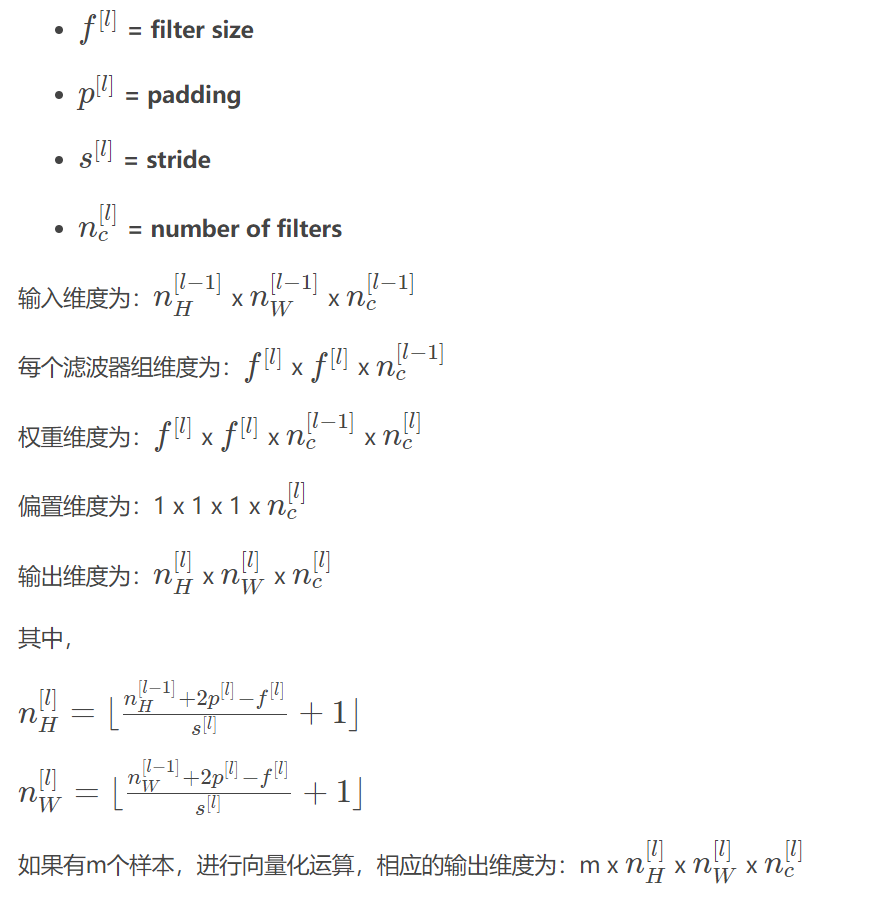 • f^{[l]} = filter size
• p^{[l]} = padding
• s^{[l]} = stride
• n_c^{[l]} = number of filters
输入维度为：n_H^{[l-1]} x n_W^{[l-1]} x n_c^{[l-1]}
每个滤波器组维度为：f^{[l]} x f^{[l]} x n_c^{[l-1]}
权重维度为：f^{[l]} x f^{[l]} x n_c^{[l-1]} x n_c^{[l]}
偏置维度为：1 x 1 x 1 x n_c^{[l]}
输出维度为：n_H^{[l]} x n_W^{[l]} x n_c^{[l]}
其中，
n_H^{[l]} = ⌊\frac{n_H^{[l-1]}+2p^{[l]}-f^{[l]}}{s^{[l]}} + 1⌋
n_W^{[l]} = ⌊\frac{n_W^{[l-1]}+2p^{[l]}-f^{[l]}}{s^{[l]}} + 1⌋
如果有m个样本，进行向量化运算，相应的输出维度为：m x n_H^{[l]} x n_W^{[l]} x n_c^{[l]}